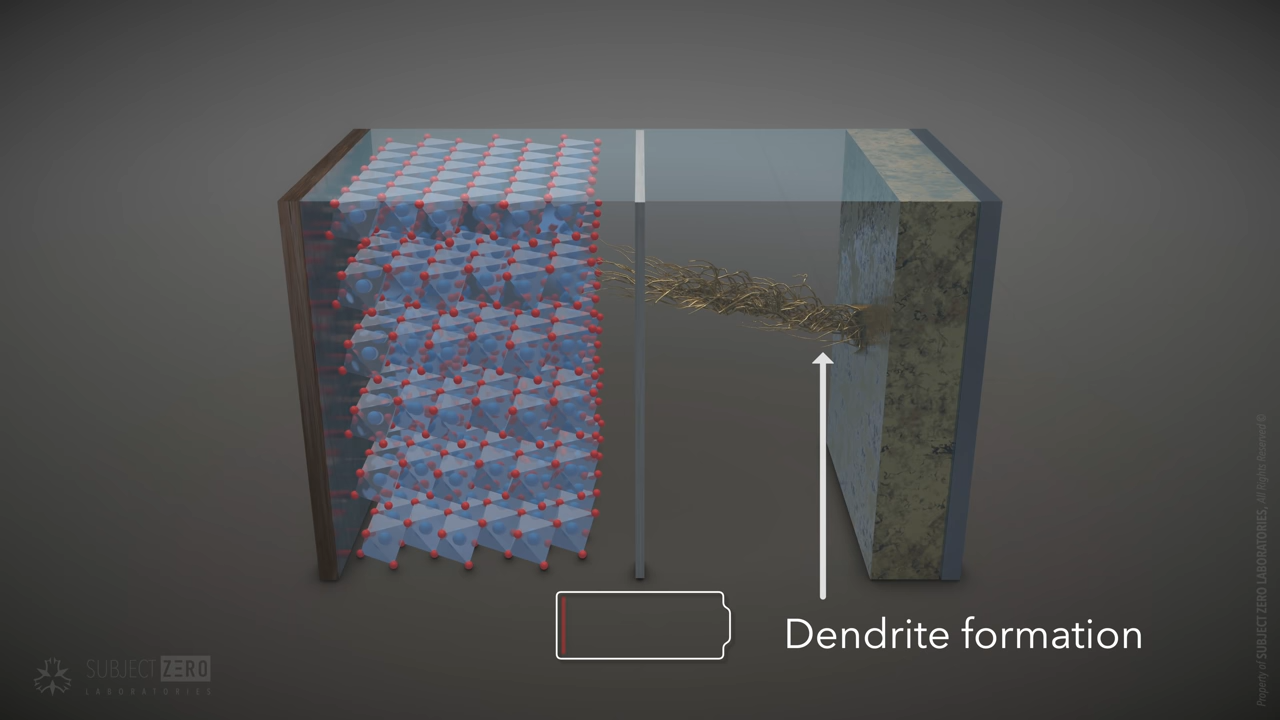 Dendrite formation
SUBJECT ZERO
LABORATORIES
Property of SUBJECT ZERO LABORATORIES, All Rights Reserved ©